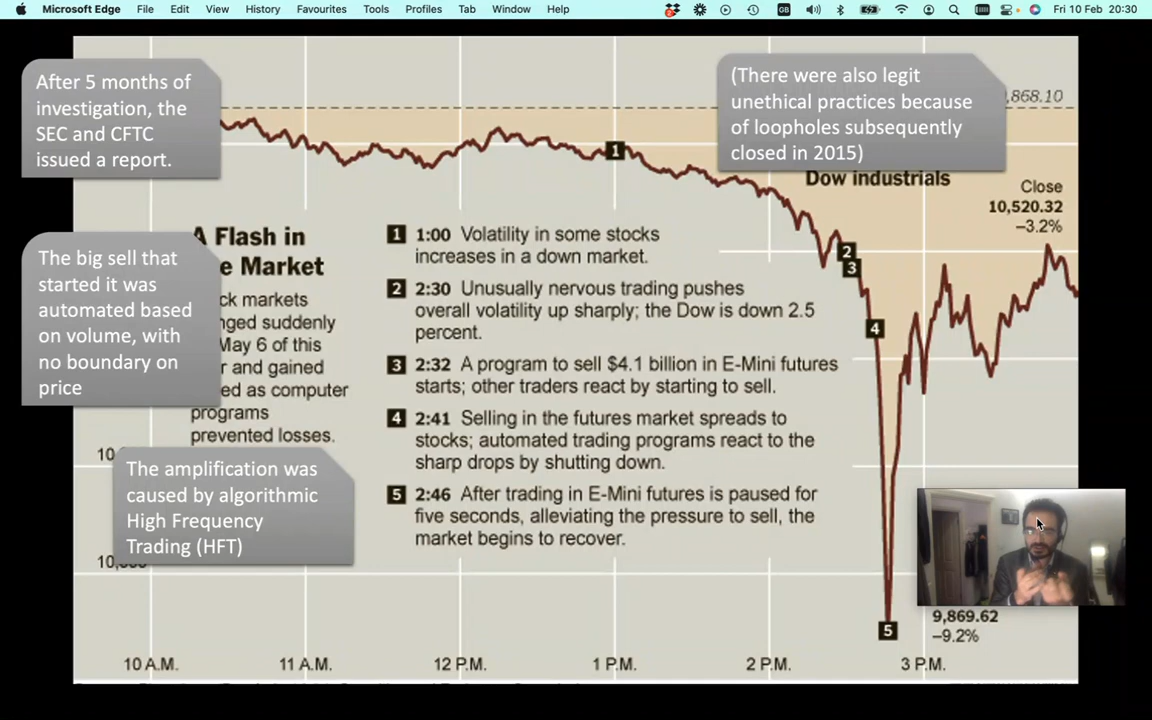 Microsoft Edge File Edit View History Favourites Tools Profiles Tab Window Help Fri 10 Feb 20:30
After 5 months of
investigation, the
SEC and CFTC
issued a report.
(There were also legit
unethical practices because
of loopholes subsequently
closed in 2015)
,868.10
Dow industrials
Close
10,520.32
–3.2%
The big sell that
started it was
automated based
on volume, with
no boundary on
price
A Flash in
e Market
ck markets
nged suddenly
May 6 of this
r and gained
ed as computer
programs
prevented losses.
The amplification was
caused by algorithmic
High Frequency
Trading (HFT)
1 1:00 Volatility in some stocks
increases in a down market.
2 2:30 Unusually nervous trading pushes
overall volatility up sharply; the Dow is down 2.5
percent.
3 2:32 A program to sell $4.1 billion in E-Mini futures
starts; other traders react by starting to sell.
4 2:41 Selling in the futures market spreads to
stocks; automated trading programs react to the
sharp drops by shutting down.
5 2:46 After trading in E-Mini futures is paused for
five seconds, alleviating the pressure to sell, the
market begins to recover.
1
2
3
4
5
9,869.62
–9.2%
10 A.M. 11 A.M. 12 P.M. 1 P.M. 2 P.M. 3 P.M.